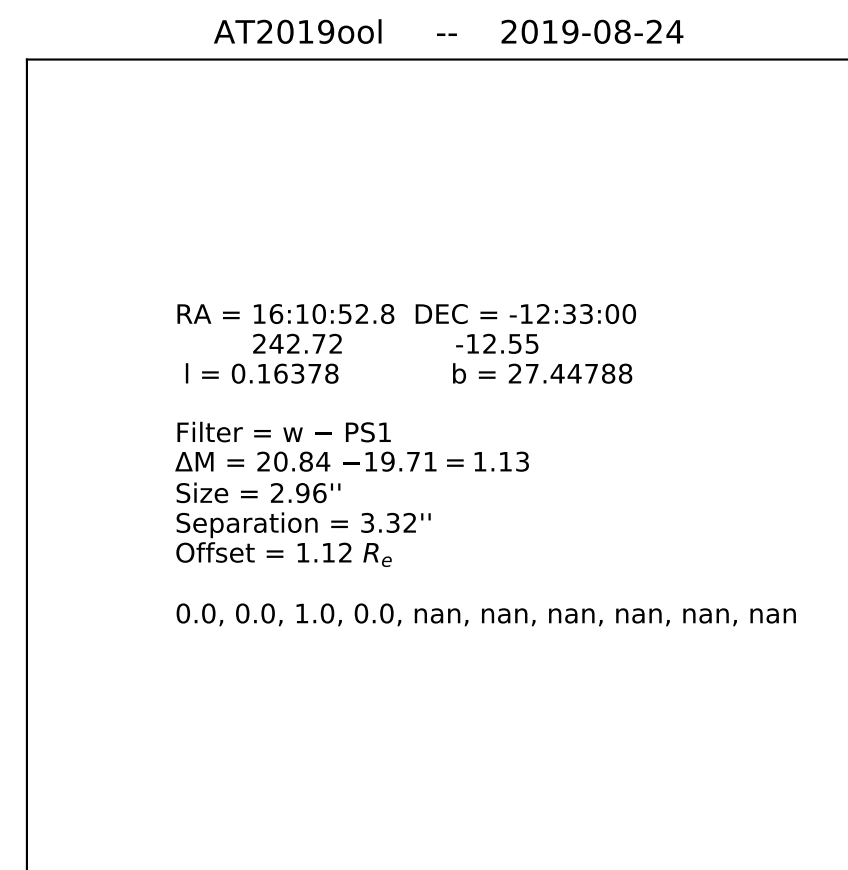 AT2019ool -- 2019-08-24
RA = 16:10:52.8 DEC = -12:33:00
242.72 -12.55
l = 0.16378 b = 27.44788
Filter = w − PS1
ΔM = 20.84 −19.71 = 1.13
Size = 2.96''
Separation = 3.32''
Offset = 1.12 Re
0.0, 0.0, 1.0, 0.0, nan, nan, nan, nan, nan, nan